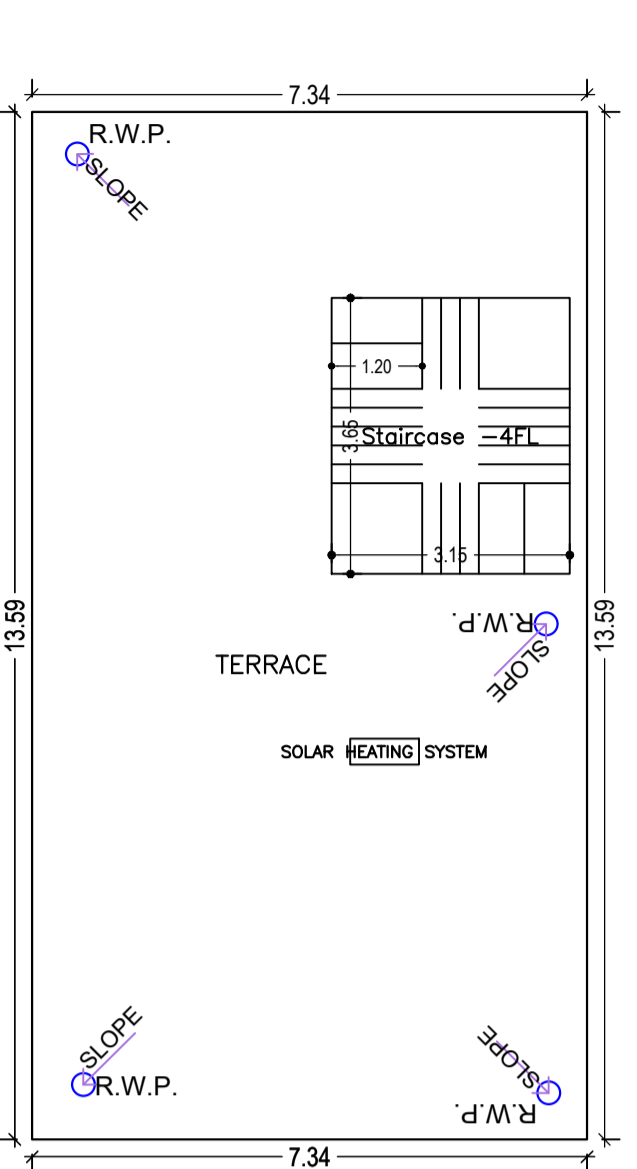 7.34
R.W.P.
SLOPE
1.20
3.65
Staircase -4FL
3.15
13.59
13.59
R.W.P.
SLOPE
TERRACE
SOLAR HEATING SYSTEM
SLOPE
R.W.P.
SLOPE
R.W.P.
7.34